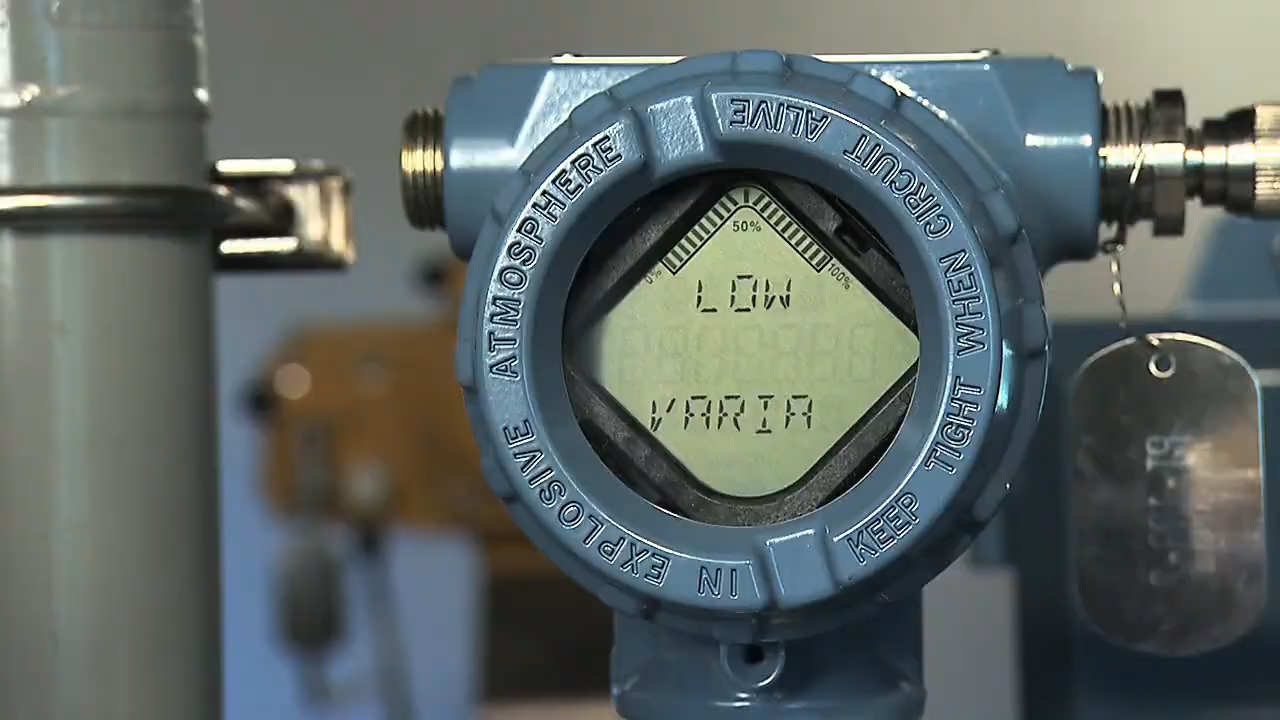 KEEP TIGHT WHEN CIRCUIT ALIVE
IN EXPLOSIVE ATMOSPHERE
50%
0%
100%
LOW
VARIA